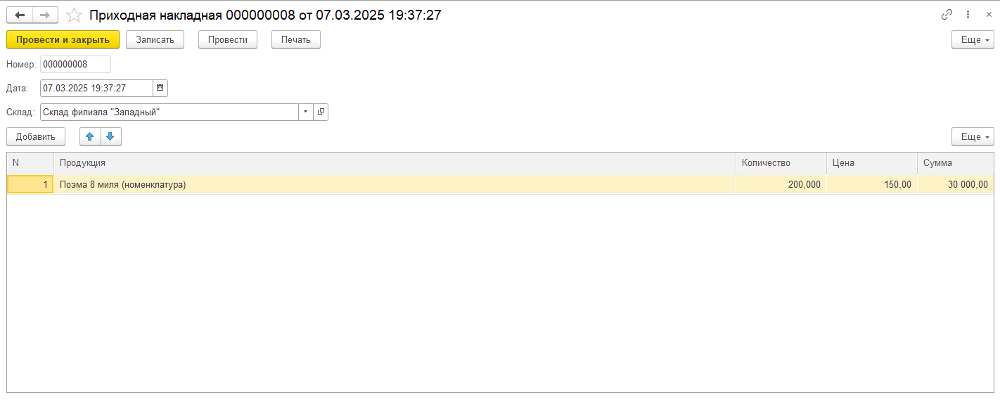 Приходная накладная 000000008 от 07.03.2025 19:37:27
Провести и закрыть Записать Провести Печать Еще
Номер: 000000008
Дата: 07.03.2025 19:37:27
Склад: Склад филиала "Западный"
Добавить Еще
N Продукция Количество Цена Сумма
1 Поэма 8 миля (номенклатура) 200,000 150,00 30 000,00